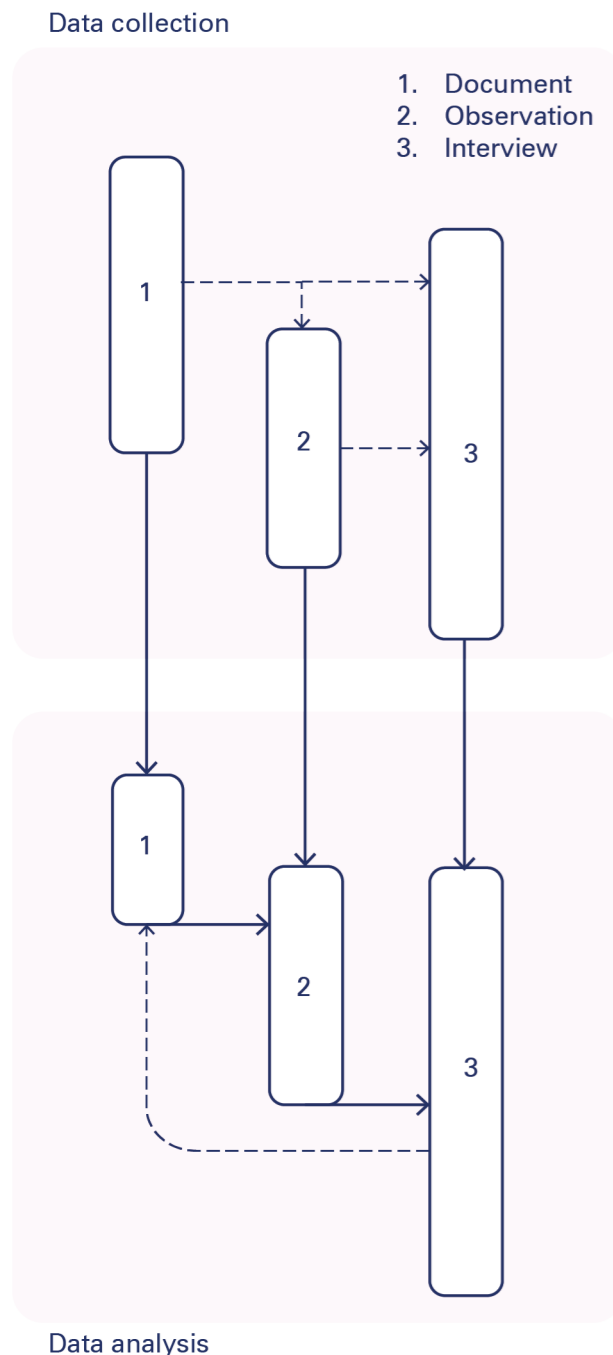 Data collection
1. Document
2. Observation
3. Interview
1
2
3
1
2
3
Data analysis